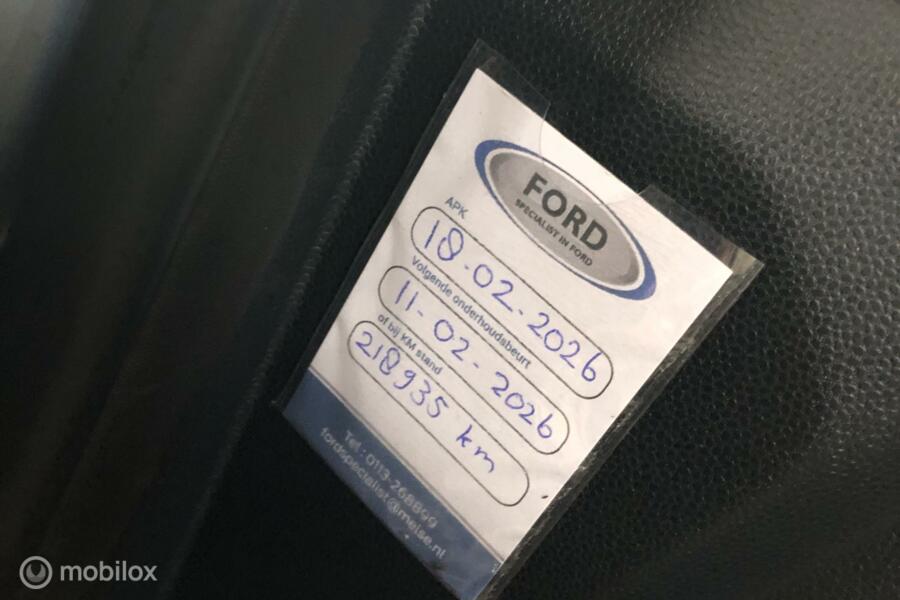 FORD
SPECIALIST IN FORD
APK
18-02-2026
Volgende onderhoudsbeurt
11-02-2026
of bij KM stand
218935 km
Tel: 0113-268899
fordspecialist@melse.nl
mobilox